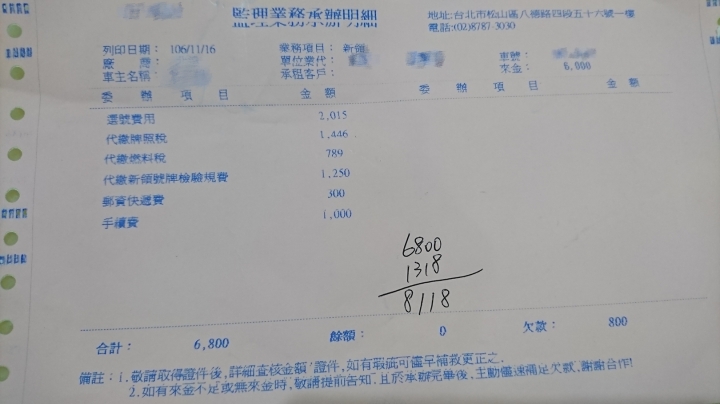 監理業務承辦明細
地址:台北市松山區八德路四段五十六號一樓
電話:(02)8787-3030
列印日期: 106/11/16 業務項目: 新領
單位業代: 車號:
車主名稱: 承租客戶: 來金: 6,000
委辦項目 金額 委辦項目 金額
選號費用 2,015
代繳牌照稅 1,446
代繳燃料稅 789
代繳新領號牌檢驗規費 1,250
郵資快遞費 300
手續費 1,000
6800
1318
8118
合計: 6,800 餘額: 0 欠款: 800
備註: 1.敬請取得證件後,詳細查核金額'證件,如有瑕疵可儘早補救更正之.
2.如有來金不足或無來金時,敬請提前告知.且於承辦完畢後,主動儘速補足欠款.謝謝合作!